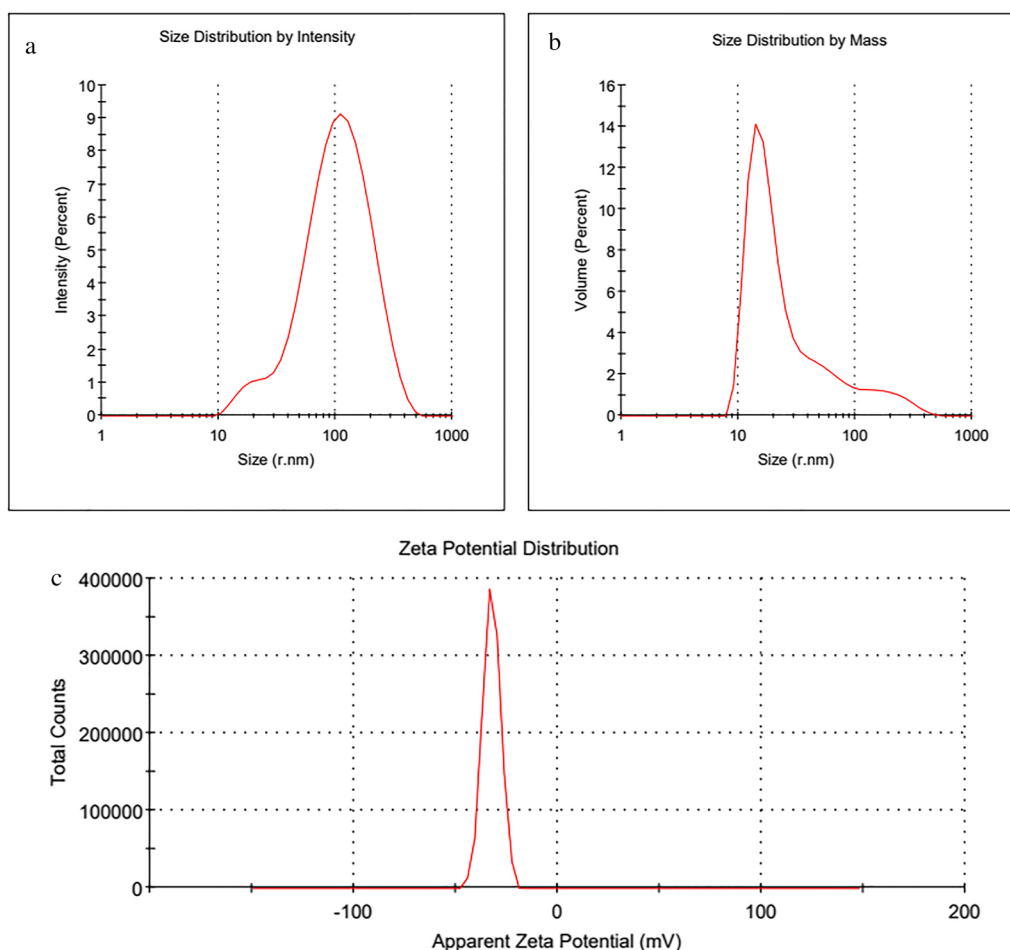 a
Size Distribution by Intensity
10
9
8
7
6
5
4
3
2
1
0
Intensity (Percent)
1 10 100 1000
Size (r.nm)
b
Size Distribution by Mass
16
14
12
10
8
6
4
2
0
Volume (Percent)
1 10 100 1000
Size (r.nm)
Zeta Potential Distribution
c
400000
300000
200000
100000
0
Total Counts
-100 0 100 200
Apparent Zeta Potential (mV)